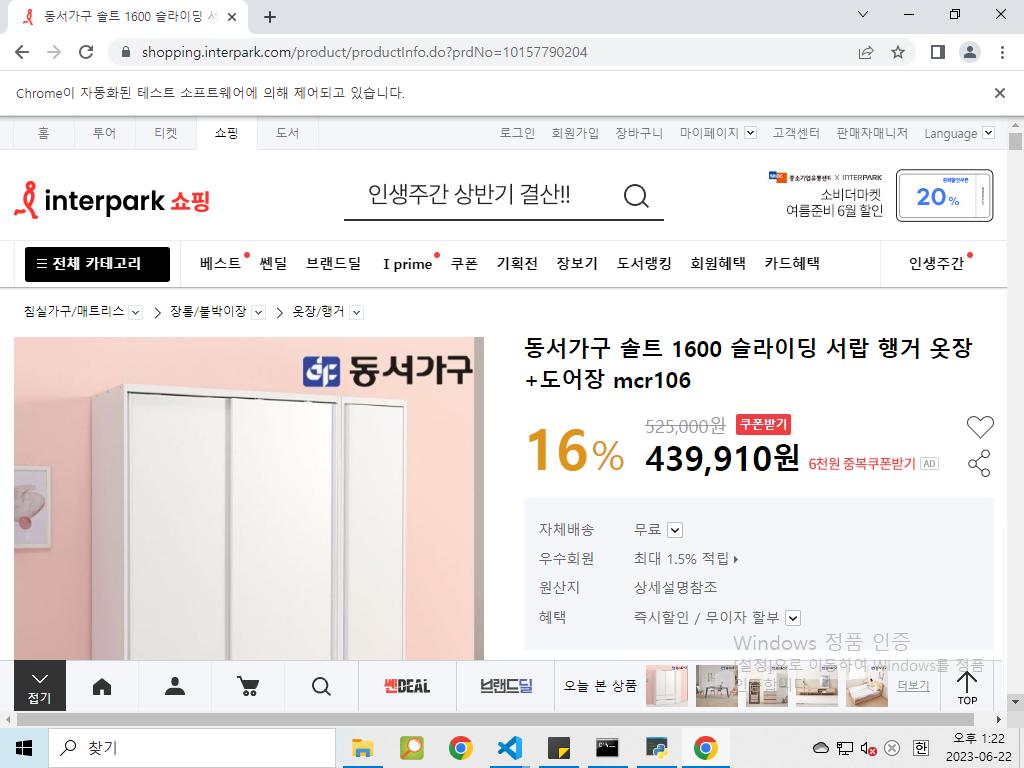 동서가구 솔트 1600 슬라이딩 서
shopping.interpark.com/product/productInfo.do?prdNo=10157790204
Chrome이 자동화된 테스트 소프트웨어에 의해 제어되고 있습니다.
홈 투어 티켓 쇼핑 도서 로그인 회원가입 장바구니 마이페이지 고객센터 판매자매니저 Language
interpark 쇼핑
인생주간 상반기 결산!!
중소기업유통센터 X INTERPARK
소비더마켓
여름준비 6월 할인
중복할인쿠폰
20%
전체 카테고리 베스트 쎈딜 브랜드딜 I prime 쿠폰 기획전 장보기 도서랭킹 회원혜택 카드혜택 인생주간
침실가구/매트리스 장롱/붙박이장 옷장/행거
동서가구
동서가구 솔트 1600 슬라이딩 서랍 행거 옷장
+도어장 mcr106
16%
525,000원 쿠폰받기
439,910원 6천원 중복쿠폰받기 AD
자체배송 무료
우수회원 최대 1.5% 적립
원산지 상세설명참조
혜택 즉시할인 / 무이자 할부
Windows 정품 인증
[설정]으로 이동하여 Windows를 정품
인증합니다.
접기
쎈DEAL
브랜드딜
오늘 본 상품
더보기
TOP
찾기
한
오후 1:22
2023-06-22